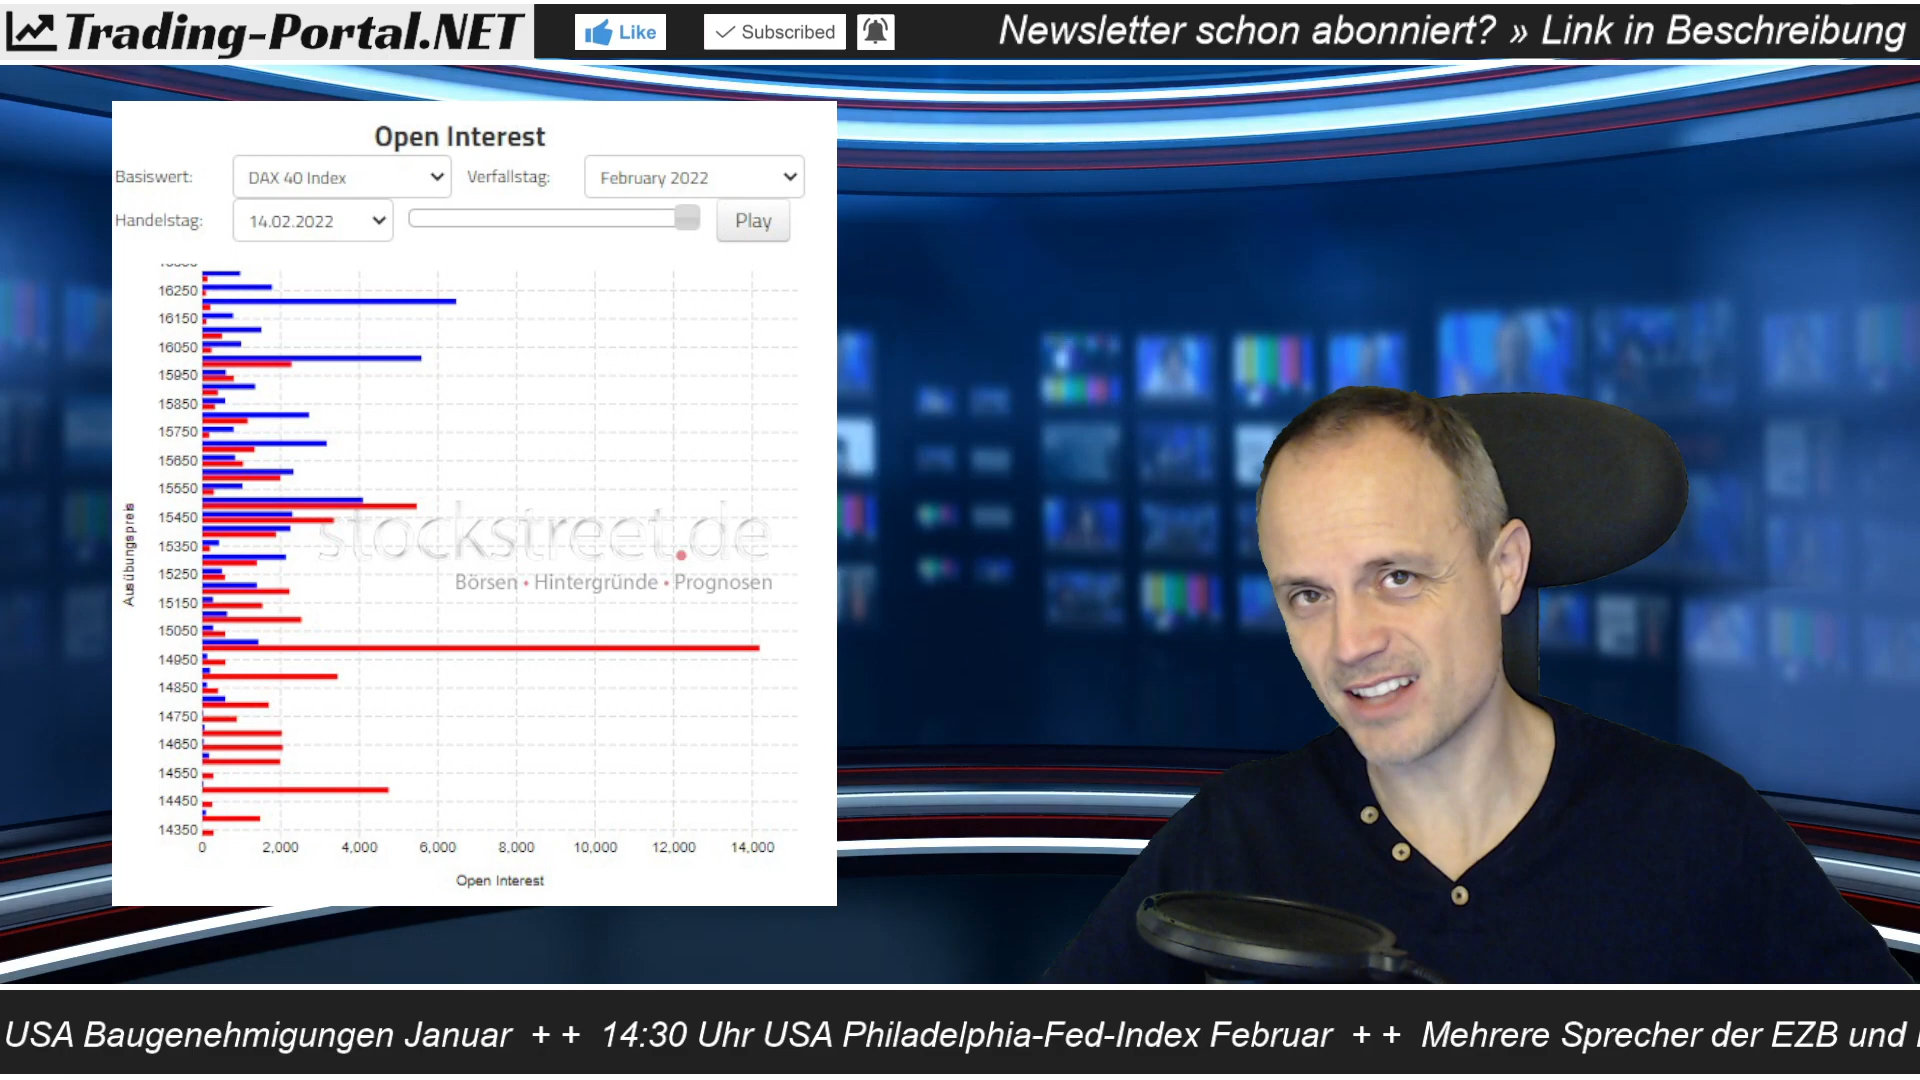 Trading-Portal.NET
Like
Subscribed
Newsletter schon abonniert? » Link in Beschreibung
Open Interest
Basiswert:
DAX 40 Index
Verfallstag:
February 2022
Handelstag:
14.02.2022
Play
16250
16150
16050
15950
15850
15750
15650
15550
15450
15350
15250
15150
15050
14950
14850
14750
14650
14550
14450
14350
Ausübungspreis
stockstreet.de
Börsen • Hintergründe • Prognosen
0 2,000 4,000 6,000 8,000 10,000 12,000 14,000
Open Interest
USA Baugenehmigungen Januar ++ 14:30 Uhr USA Philadelphia-Fed-Index Februar ++ Mehrere Sprecher der EZB und